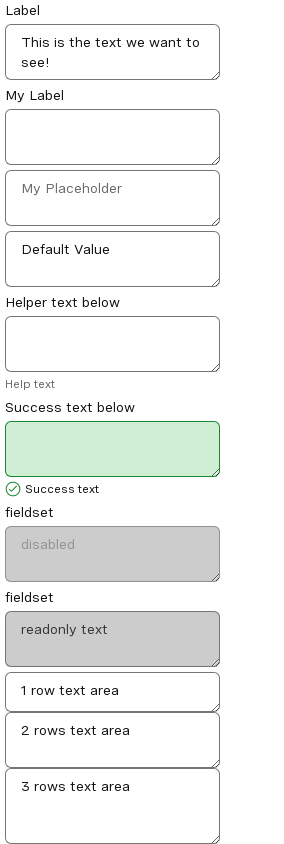 Label
This is the text we want to
see!
My Label
My Placeholder
Default Value
Helper text below
Help text
Success text below
Success text
fieldset
disabled
fieldset
readonly text
1 row text area
2 rows text area
3 rows text area